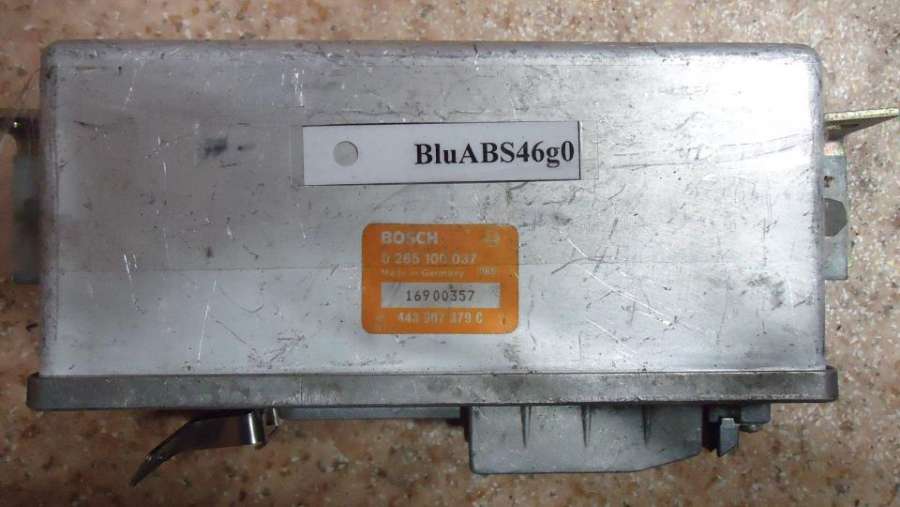 BluABS46g0
BOSCH
0 265 100 037
Made in Germany
16900357
443 907 379 C